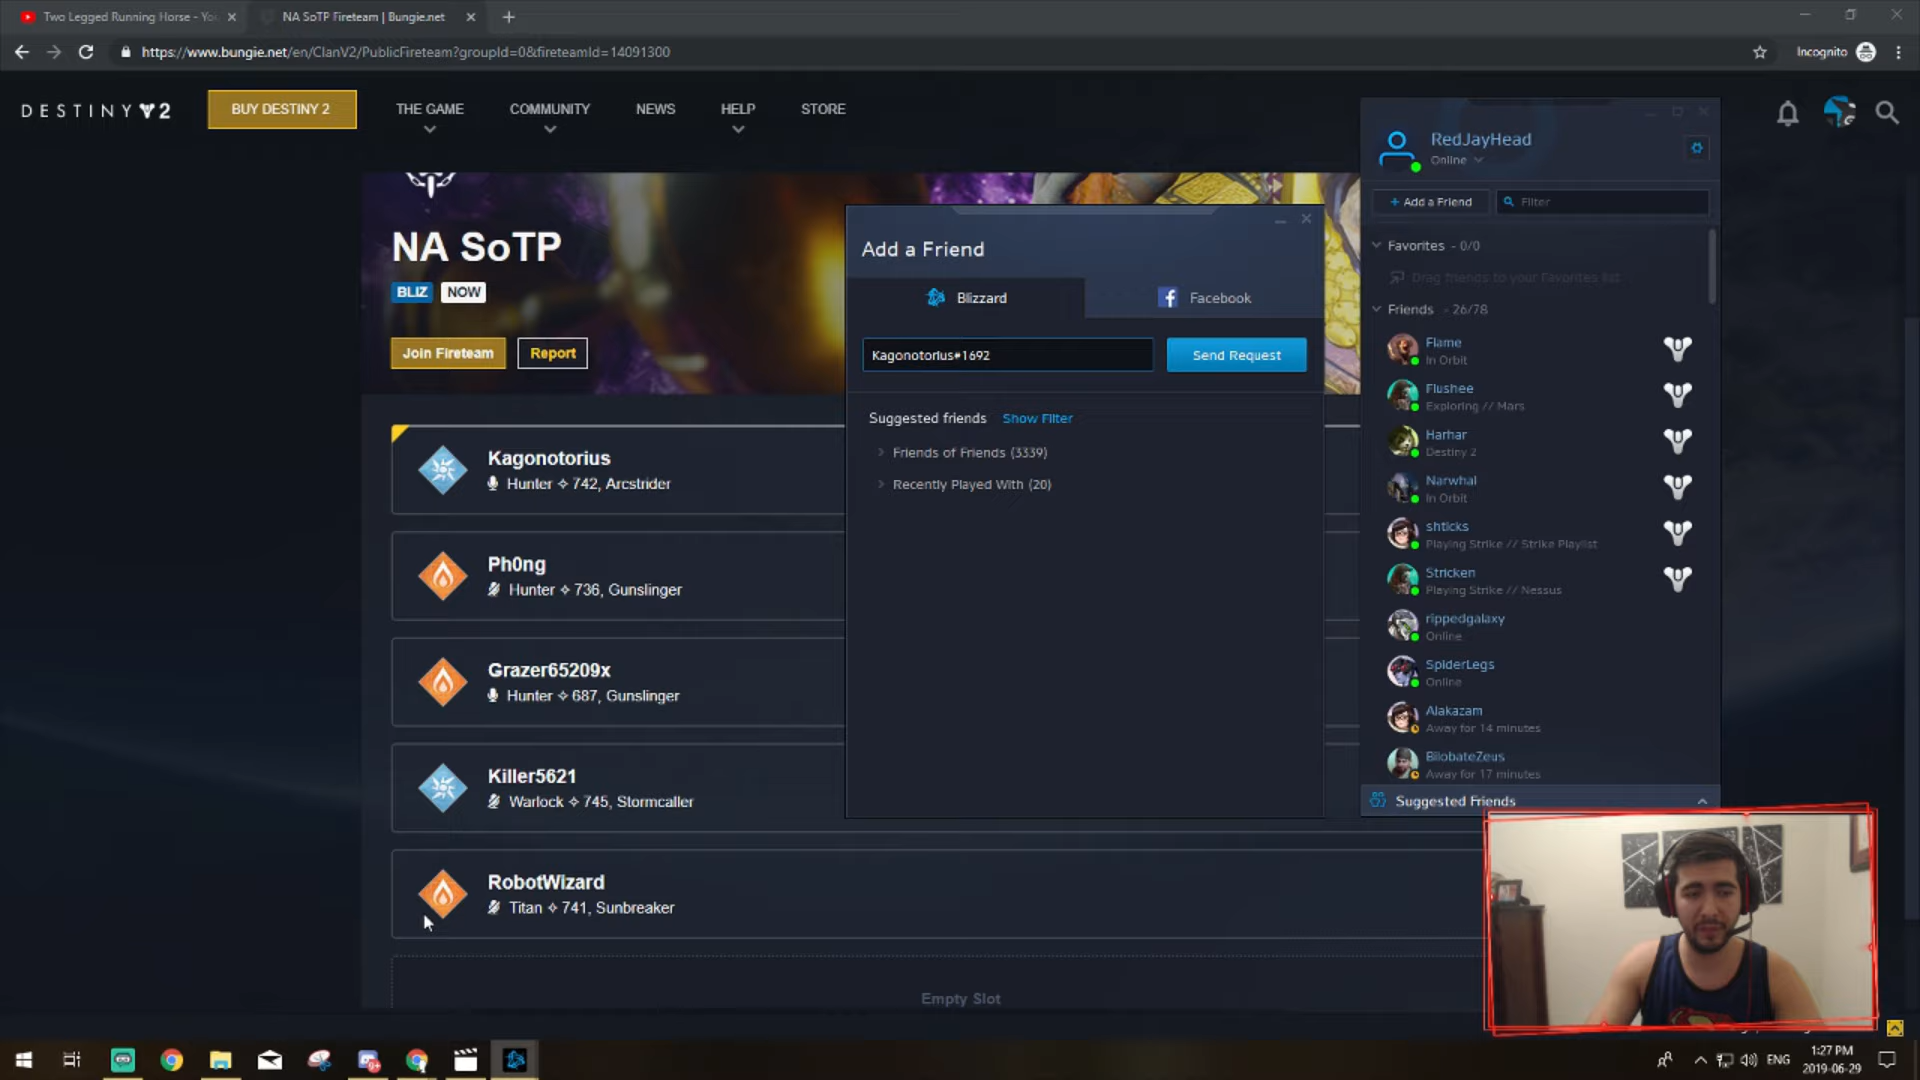 Two Legged Running Horse - Yo
NA SoTP Fireteam | Bungie.net
https://www.bungie.net/en/ClanV2/PublicFireteam?groupId=0&fireteamId=14091300
Incognito
DESTINY 2
BUY DESTINY 2
THE GAME
COMMUNITY
NEWS
HELP
STORE
NA SoTP
BLIZ
NOW
Join Fireteam
Report
Kagonotorius
Hunter ✧ 742, Arcstrider
Ph0ng
Hunter ✧ 736, Gunslinger
Grazer65209x
Hunter ✧ 687, Gunslinger
Killer5621
Warlock ✧ 745, Stormcaller
RobotWizard
Titan ✧ 741, Sunbreaker
Empty Slot
Add a Friend
Blizzard
Facebook
Kagonotorius#1692
Send Request
Suggested friends Show Filter
Friends of Friends (3339)
Recently Played With (20)
RedJayHead
Online
+ Add a Friend
Filter
Favorites - 0/0
Drag friends to your Favorites list
Friends - 26/78
Flame
In Orbit
Flushee
Exploring // Mars
Harhar
Destiny 2
Narwhal
In Orbit
shticks
Playing Strike // Strike Playlist
Stricken
Playing Strike // Nessus
rippedgalaxy
Online
SpiderLegs
Online
Alakazam
Away for 14 minutes
BilobateZeus
Away for 17 minutes
Suggested Friends
ENG
1:27 PM
2019-06-29